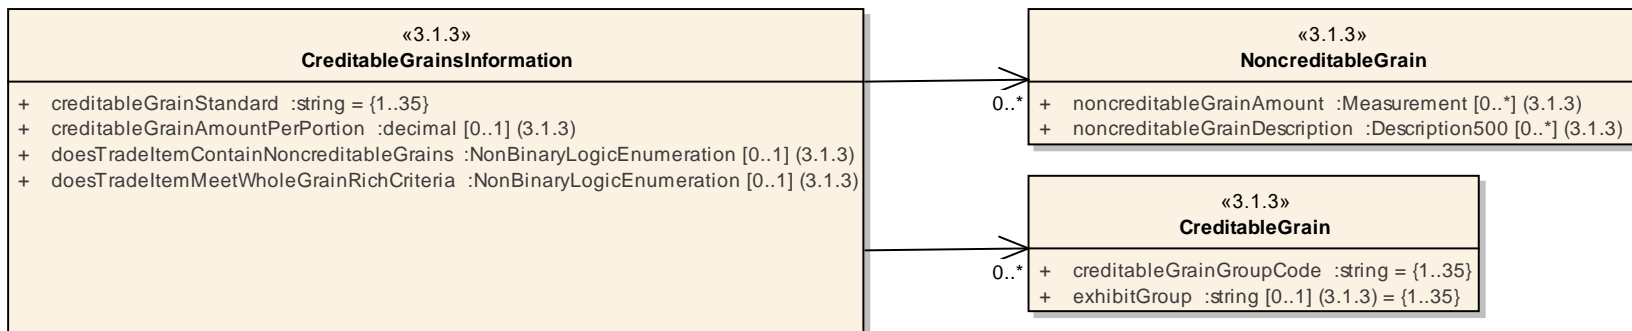 «3.1.3»
CreditableGrainsInformation
+ creditableGrainStandard :string = {1..35}
+ creditableGrainAmountPerPortion :decimal [0..1] (3.1.3)
+ doesTradeItemContainNoncreditableGrains :NonBinaryLogicEnumeration [0..1] (3.1.3)
+ doesTradeItemMeetWholeGrainRichCriteria :NonBinaryLogicEnumeration [0..1] (3.1.3)
0..*
«3.1.3»
NoncreditableGrain
+ noncreditableGrainAmount :Measurement [0..*] (3.1.3)
+ noncreditableGrainDescription :Description500 [0..*] (3.1.3)
0..*
«3.1.3»
CreditableGrain
+ creditableGrainGroupCode :string = {1..35}
+ exhibitGroup :string [0..1] (3.1.3) = {1..35}